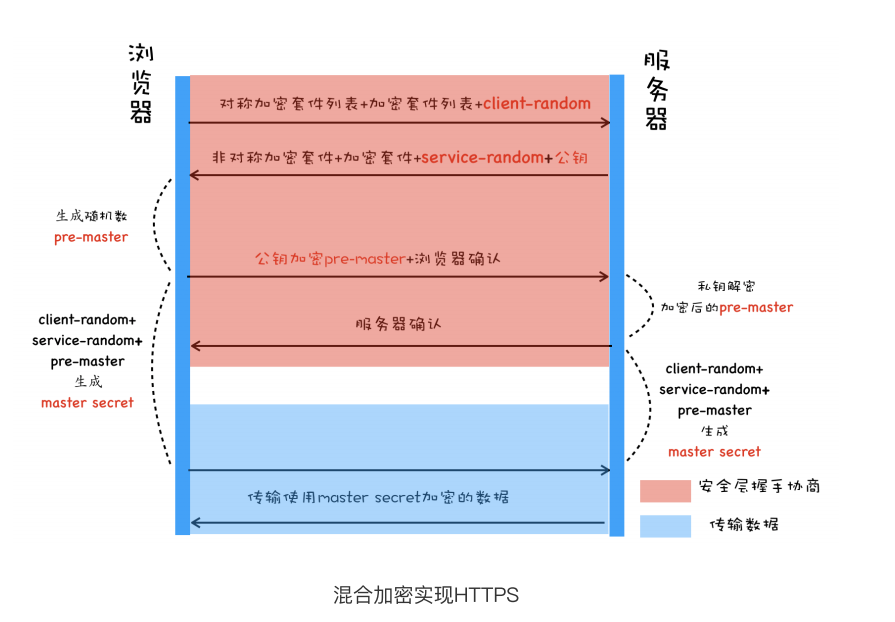 浏览器
服务器
对称加密套件列表+加密套件列表+client-random
非对称加密套件+加密套件+service-random+公钥
生成随机数
pre-master
公钥加密pre-master+浏览器确认
私钥解密
加密后的pre-master
服务器确认
client-random+
service-random+
pre-master
生成
master secret
client-random+
service-random+
pre-master
生成
master secret
传输使用master secret加密的数据
安全层握手协商
传输数据
混合加密实现HTTPS